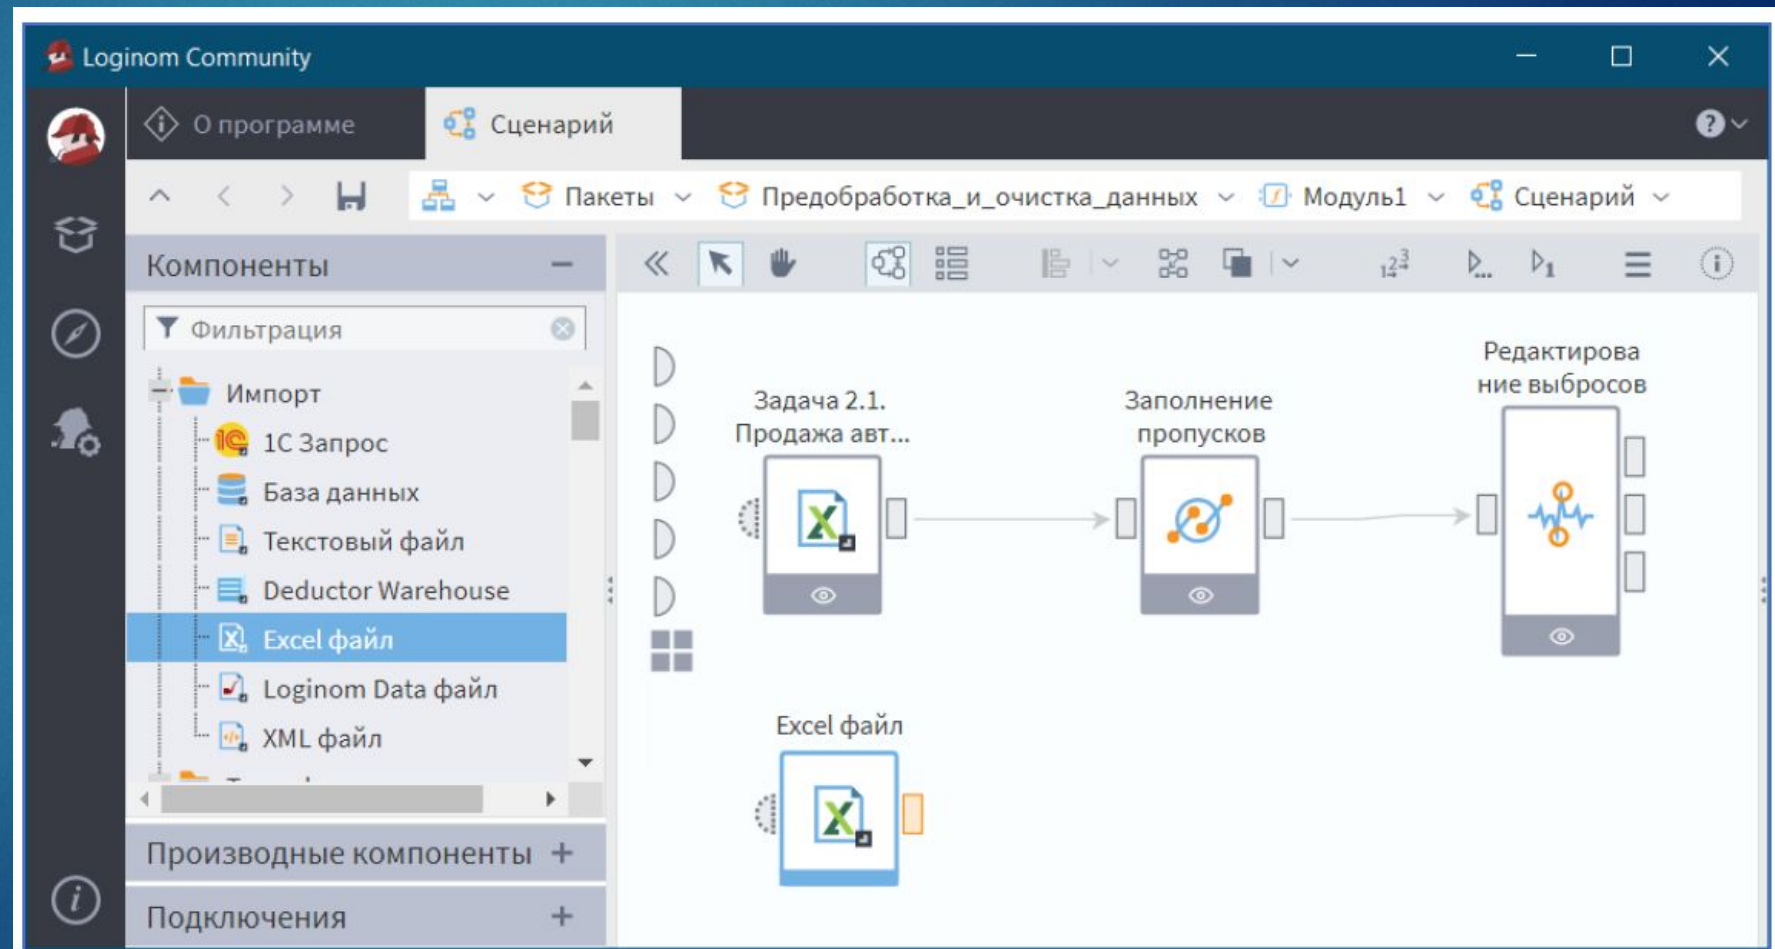 Loginom Community
О программе
Сценарий
Пакеты
Предобработка_и_очистка_данных
Модуль1
Сценарий
Компоненты
Фильтрация
Импорт
1С Запрос
База данных
Текстовый файл
Deductor Warehouse
Excel файл
Loginom Data файл
XML файл
Производные компоненты
Подключения
Задача 2.1.
Продажа авт...
Заполнение
пропусков
Редактирова
ние выбросов
Excel файл